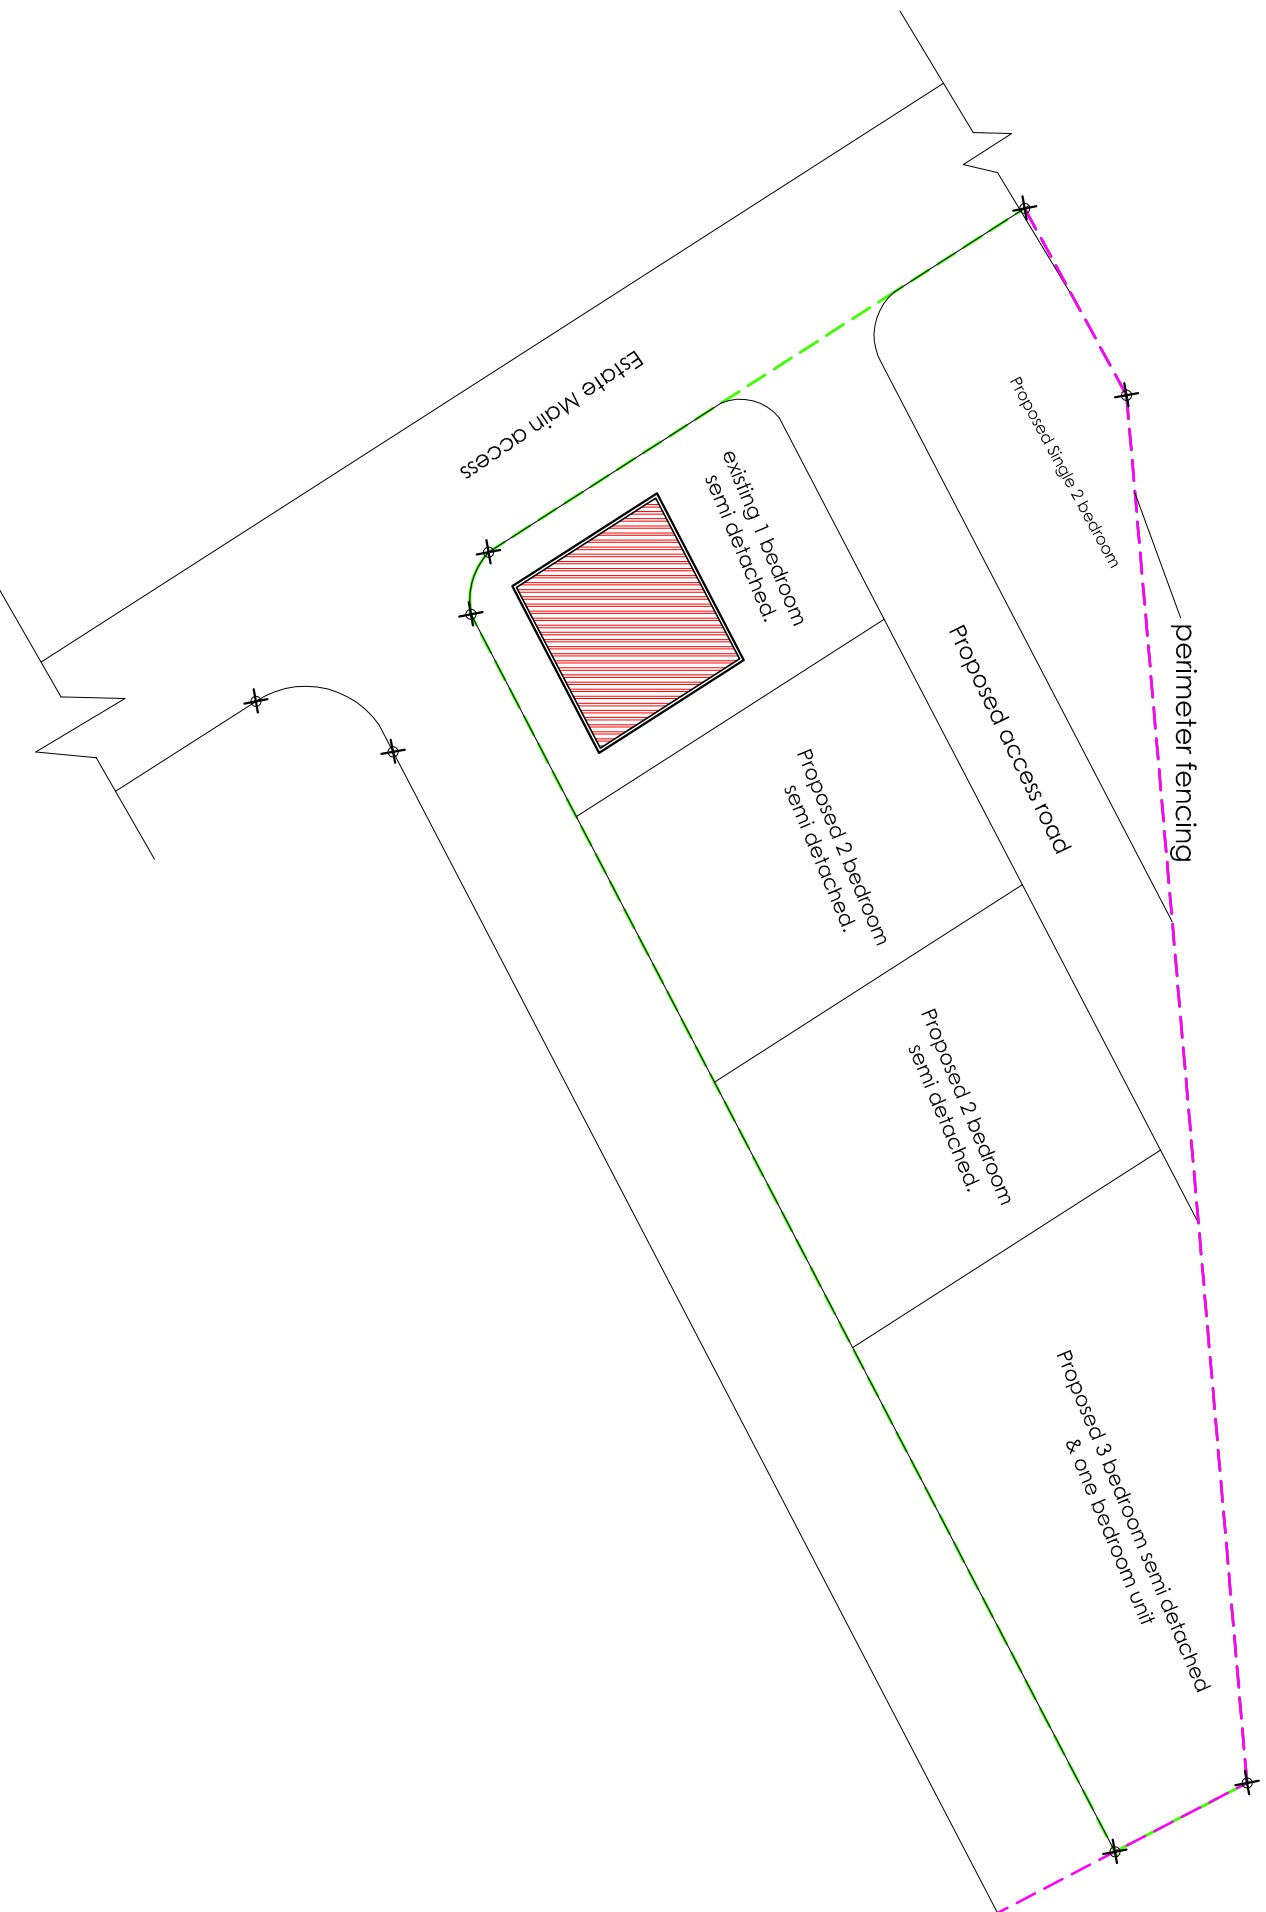 Estate Main access
existing 1 bedroom
semi detached.
Proposed Single 2 bedroom
Proposed access road
perimeter fencing
Proposed 2 bedroom
semi detached.
Proposed 2 bedroom
semi detached.
Proposed 3 bedroom semi detached
& one bedroom unit